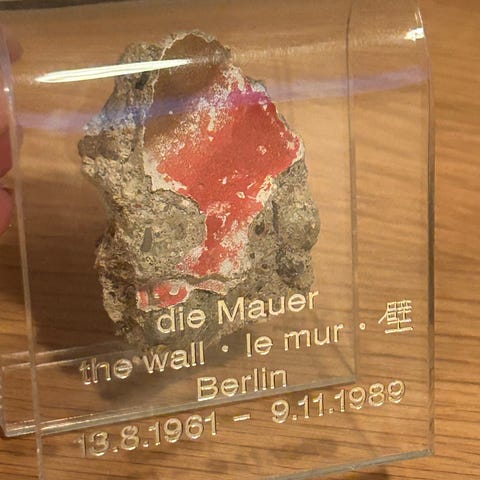 die Mauer
the wall · le mur · 壁
Berlin
13.8.1961 - 9.11.1989